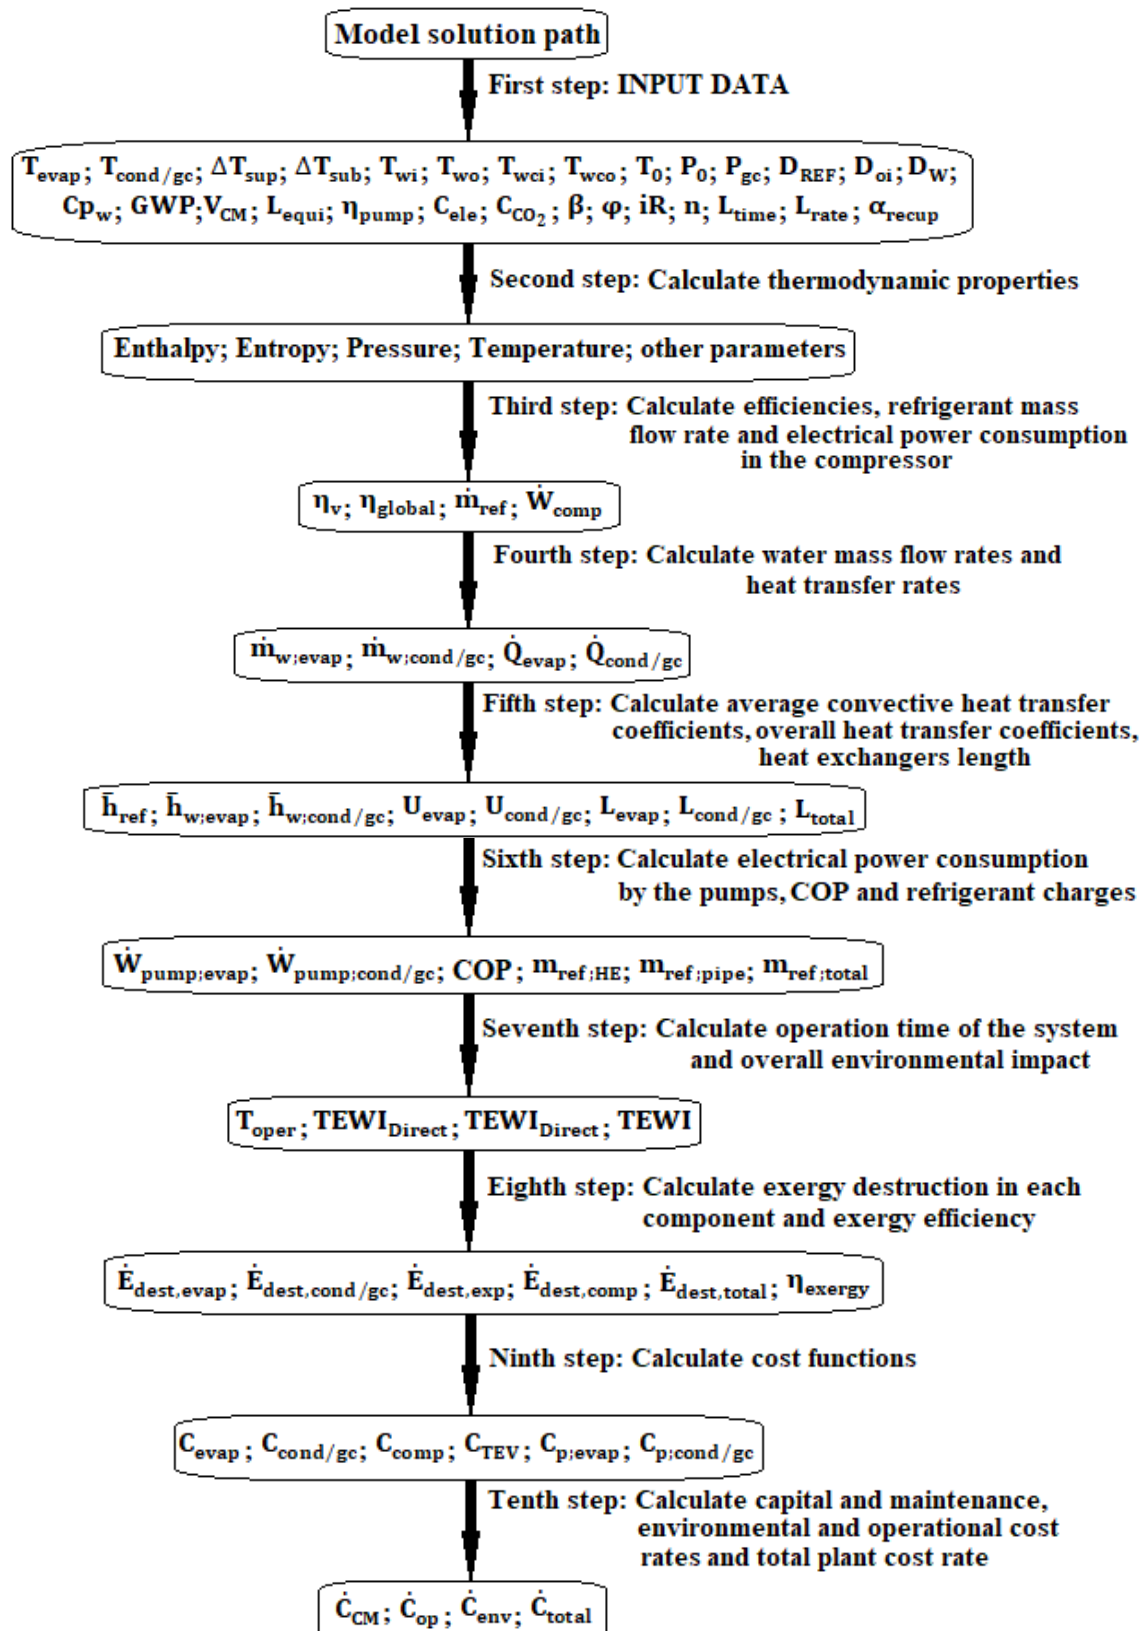 Model solution path
First step: INPUT DATA
T_evap; T_cond/gc; ΔT_sup; ΔT_sub; T_wi; T_wo; T_wci; T_wco; T_0; P_0; P_gc; D_REF; D_oi; D_W;
Cp_w; GWP; V_CM; L_equi; η_pump; C_ele; C_CO₂; β; φ; iR; n; L_time; L_rate; α_recup
Second step: Calculate thermodynamic properties
Enthalpy; Entropy; Pressure; Temperature; other parameters
Third step: Calculate efficiencies, refrigerant mass
flow rate and electrical power consumption
in the compressor
η_v; η_global; ṁ_ref; Ẇ_comp
Fourth step: Calculate water mass flow rates and
heat transfer rates
ṁ_w;evap; ṁ_w;cond/gc; Q̇_evap; Q̇_cond/gc
Fifth step: Calculate average convective heat transfer
coefficients, overall heat transfer coefficients,
heat exchangers length
h̄_ref; h̄_w;evap; h̄_w;cond/gc; U_evap; U_cond/gc; L_evap; L_cond/gc; L_total
Sixth step: Calculate electrical power consumption
by the pumps, COP and refrigerant charges
Ẇ_pump;evap; Ẇ_pump;cond/gc; COP; m_ref;HE; m_ref;pipe; m_ref;total
Seventh step: Calculate operation time of the system
and overall environmental impact
T_oper; TEWI_Direct; TEWI_Direct; TEWI
Eighth step: Calculate exergy destruction in each
component and exergy efficiency
Ė_dest,evap; Ė_dest,cond/gc; Ė_dest,exp; Ė_dest,comp; Ė_dest,total; η_exergy
Ninth step: Calculate cost functions
C_evap; C_cond/gc; C_comp; C_TEV; C_p;evap; C_p;cond/gc
Tenth step: Calculate capital and maintenance,
environmental and operational cost
rates and total plant cost rate
Ċ_CM; Ċ_op; Ċ_env; Ċ_total